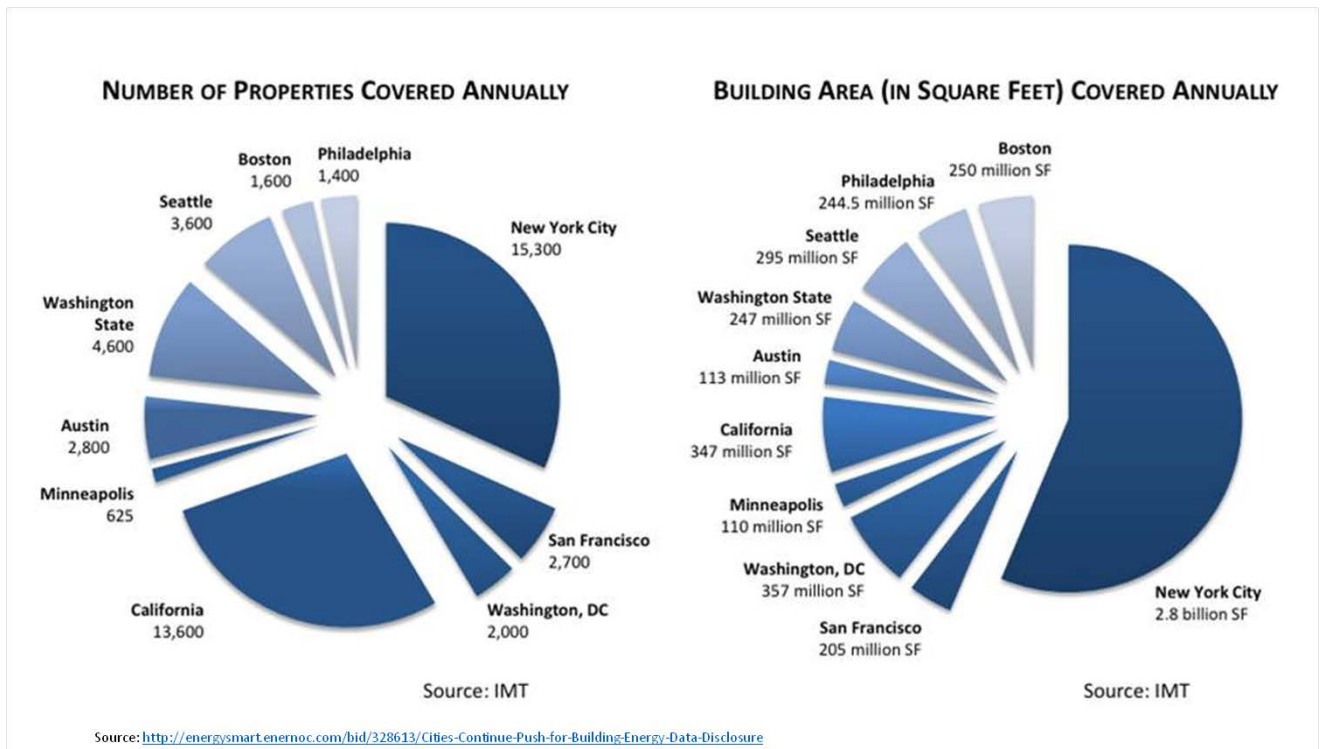 NUMBER OF PROPERTIES COVERED ANNUALLY
Philadelphia
1,400
Boston
1,600
Seattle
3,600
New York City
15,300
Washington
State
4,600
Austin
2,800
Minneapolis
625
San Francisco
2,700
California
13,600
Washington, DC
2,000
Source: IMT
BUILDING AREA (IN SQUARE FEET) COVERED ANNUALLY
Boston
250 million SF
Philadelphia
244.5 million SF
Seattle
295 million SF
Washington State
247 million SF
Austin
113 million SF
California
347 million SF
Minneapolis
110 million SF
Washington, DC
357 million SF
New York City
2.8 billion SF
San Francisco
205 million SF
Source: IMT
Source: http://energysmart.enernoc.com/bid/328613/Cities-Continue-Push-for-Building-Energy-Data-Disclosure